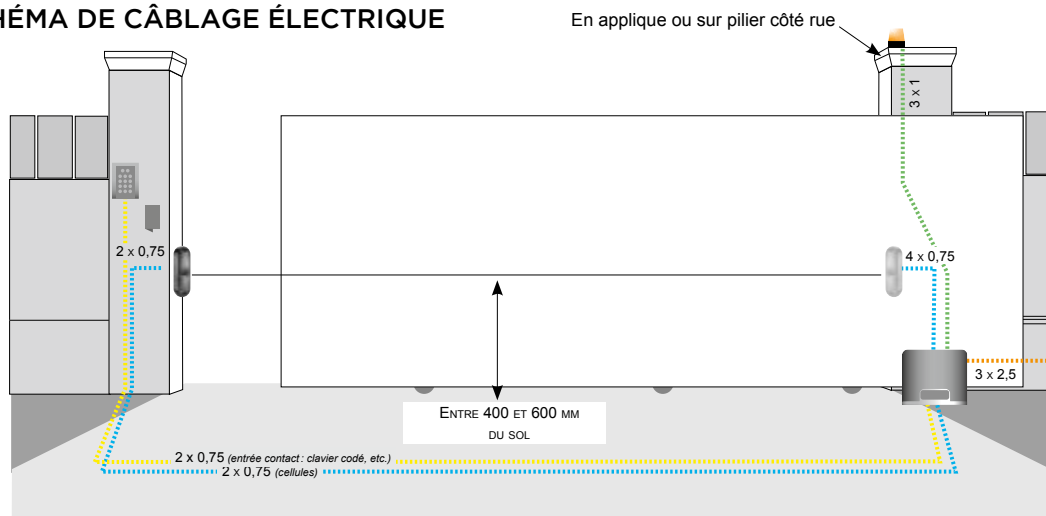 HÉMA DE CÂBLAGE ÉLECTRIQUE
En applique ou sur pilier côté rue
3 x 1
2 x 0,75
4 x 0,75
3 x 2,5
ENTRE 400 ET 600 MM
DU SOL
2 x 0,75 (entrée contact : clavier codé, etc.)
2 x 0,75 (cellules)